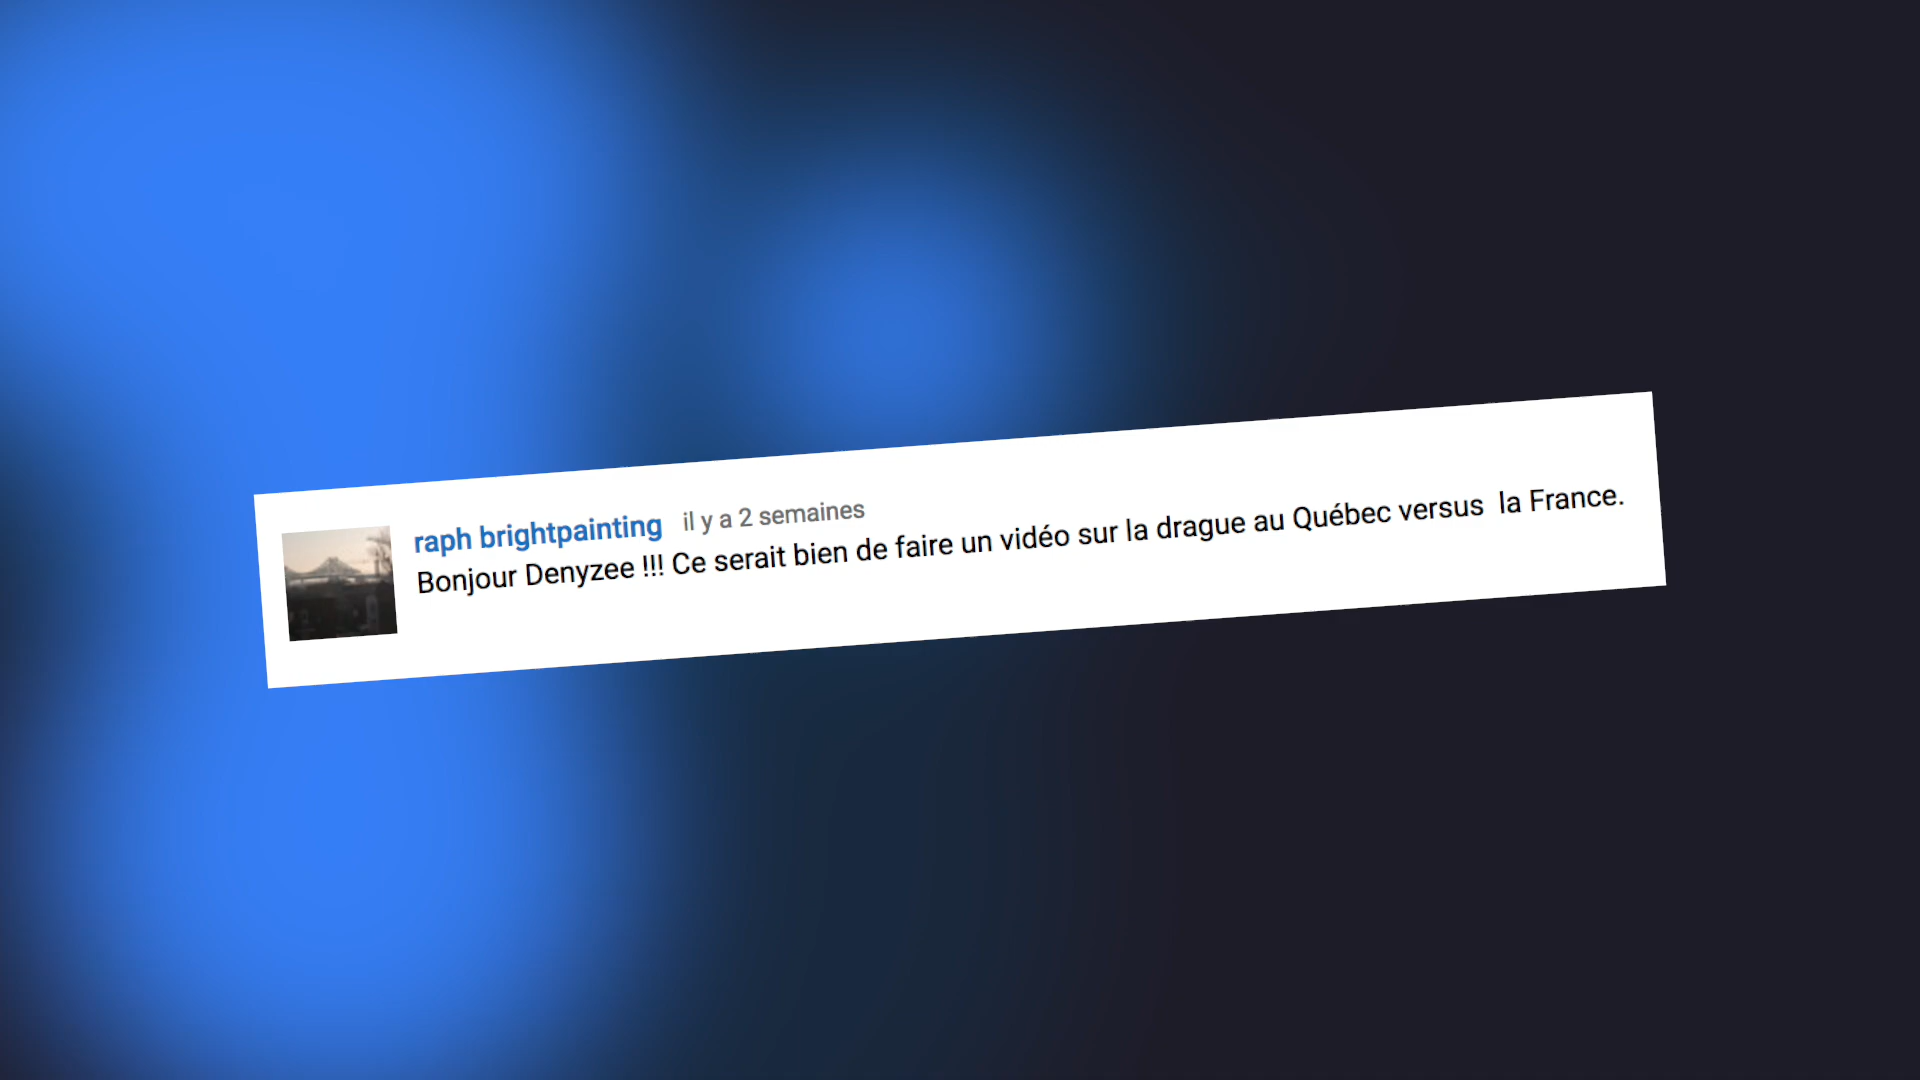 raph brightpainting il y a 2 semaines
Bonjour Denyzee !!! Ce serait bien de faire un vidéo sur la drague au Québec versus  la France.